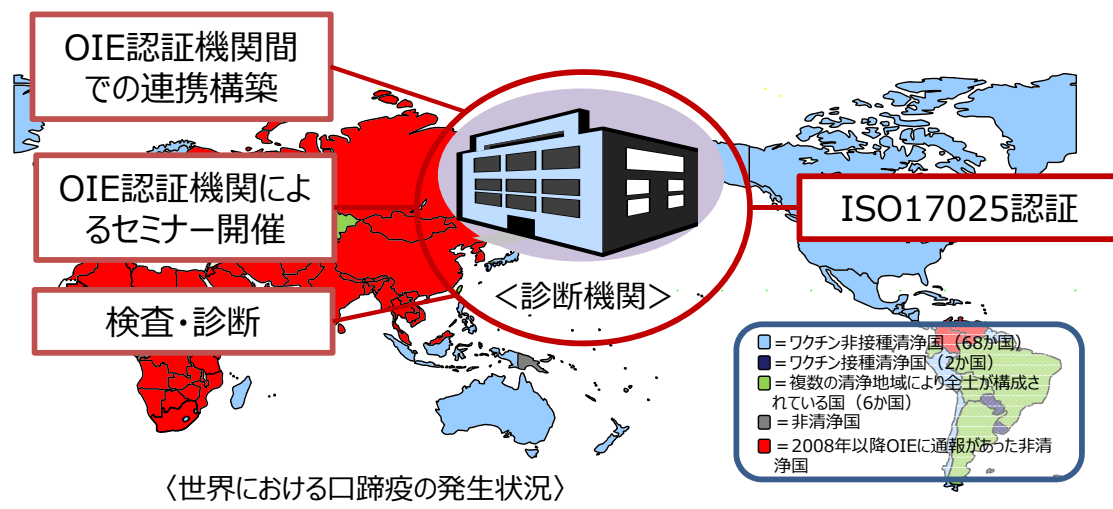 OIE認証機関間
での連携構築
OIE認証機関によ
るセミナー開催
検査・診断
＜診断機関＞
ISO17025認証
＝ワクチン非接種清浄国（68か国）
＝ワクチン接種清浄国（2か国）
＝複数の清浄地域により全土が構成さ
れている国（6か国）
＝非清浄国
＝2008年以降OIEに通報があった非清
浄国
〈世界における口蹄疫の発生状況〉